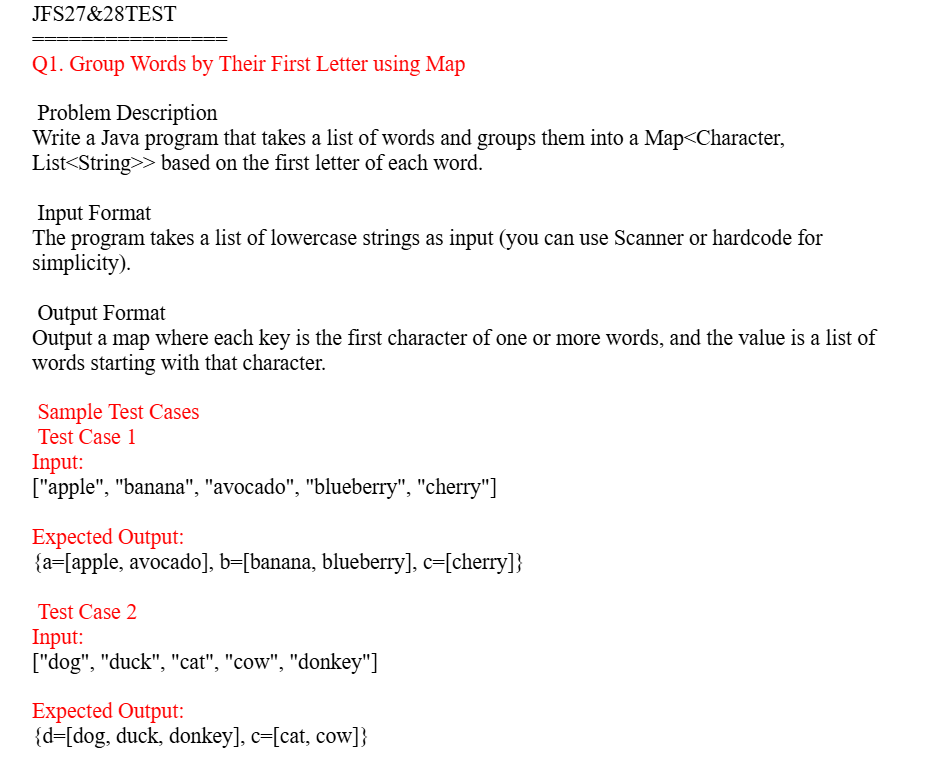 JFS27&28TEST
================
Q1. Group Words by Their First Letter using Map
Problem Description
Write a Java program that takes a list of words and groups them into a Map<Character,
List<String>> based on the first letter of each word.
Input Format
The program takes a list of lowercase strings as input (you can use Scanner or hardcode for
simplicity).
Output Format
Output a map where each key is the first character of one or more words, and the value is a list of
words starting with that character.
Sample Test Cases
Test Case 1
Input:
["apple", "banana", "avocado", "blueberry", "cherry"]
Expected Output:
{a=[apple, avocado], b=[banana, blueberry], c=[cherry]}
Test Case 2
Input:
["dog", "duck", "cat", "cow", "donkey"]
Expected Output:
{d=[dog, duck, donkey], c=[cat, cow]}